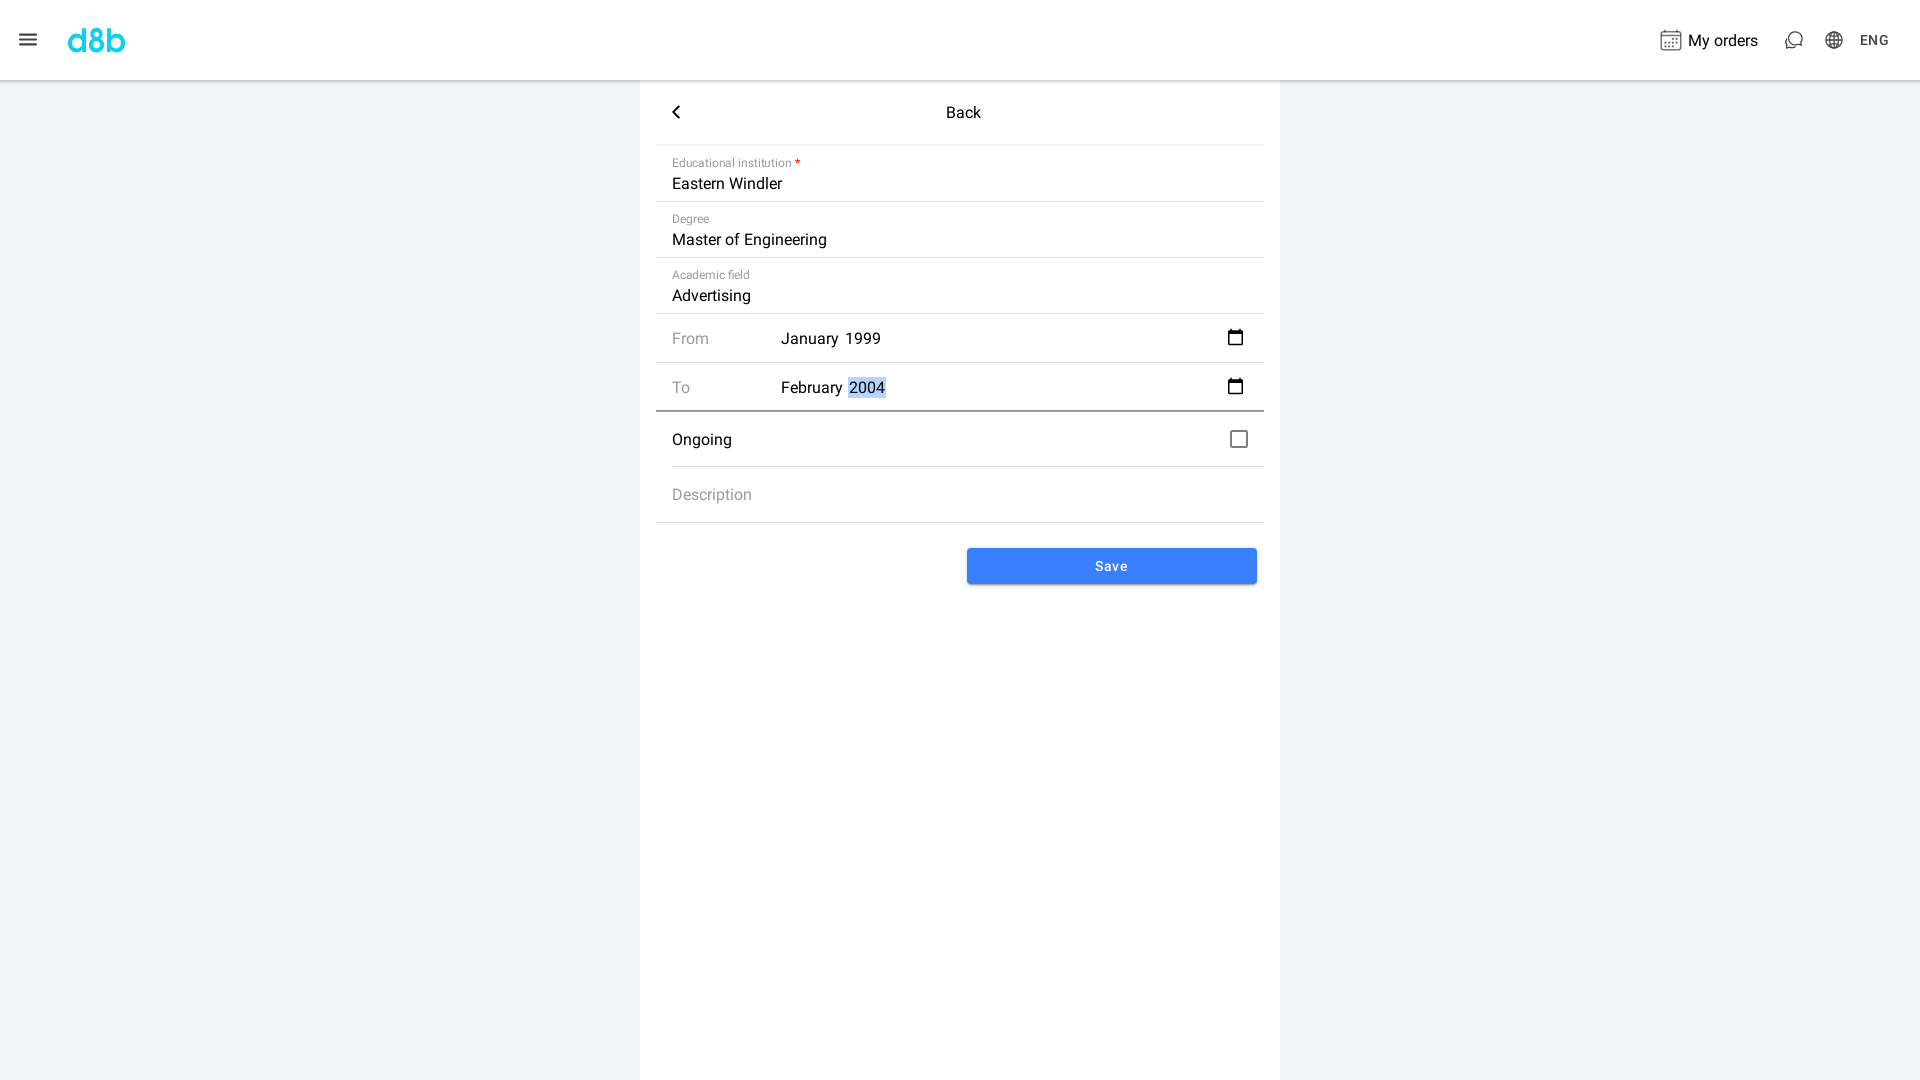 d8b
My orders
ENG
Back
Educational institution *
Eastern Windler
Degree
Master of Engineering
Academic field
Advertising
From January 1999
To February 2004
Ongoing
Description
Save